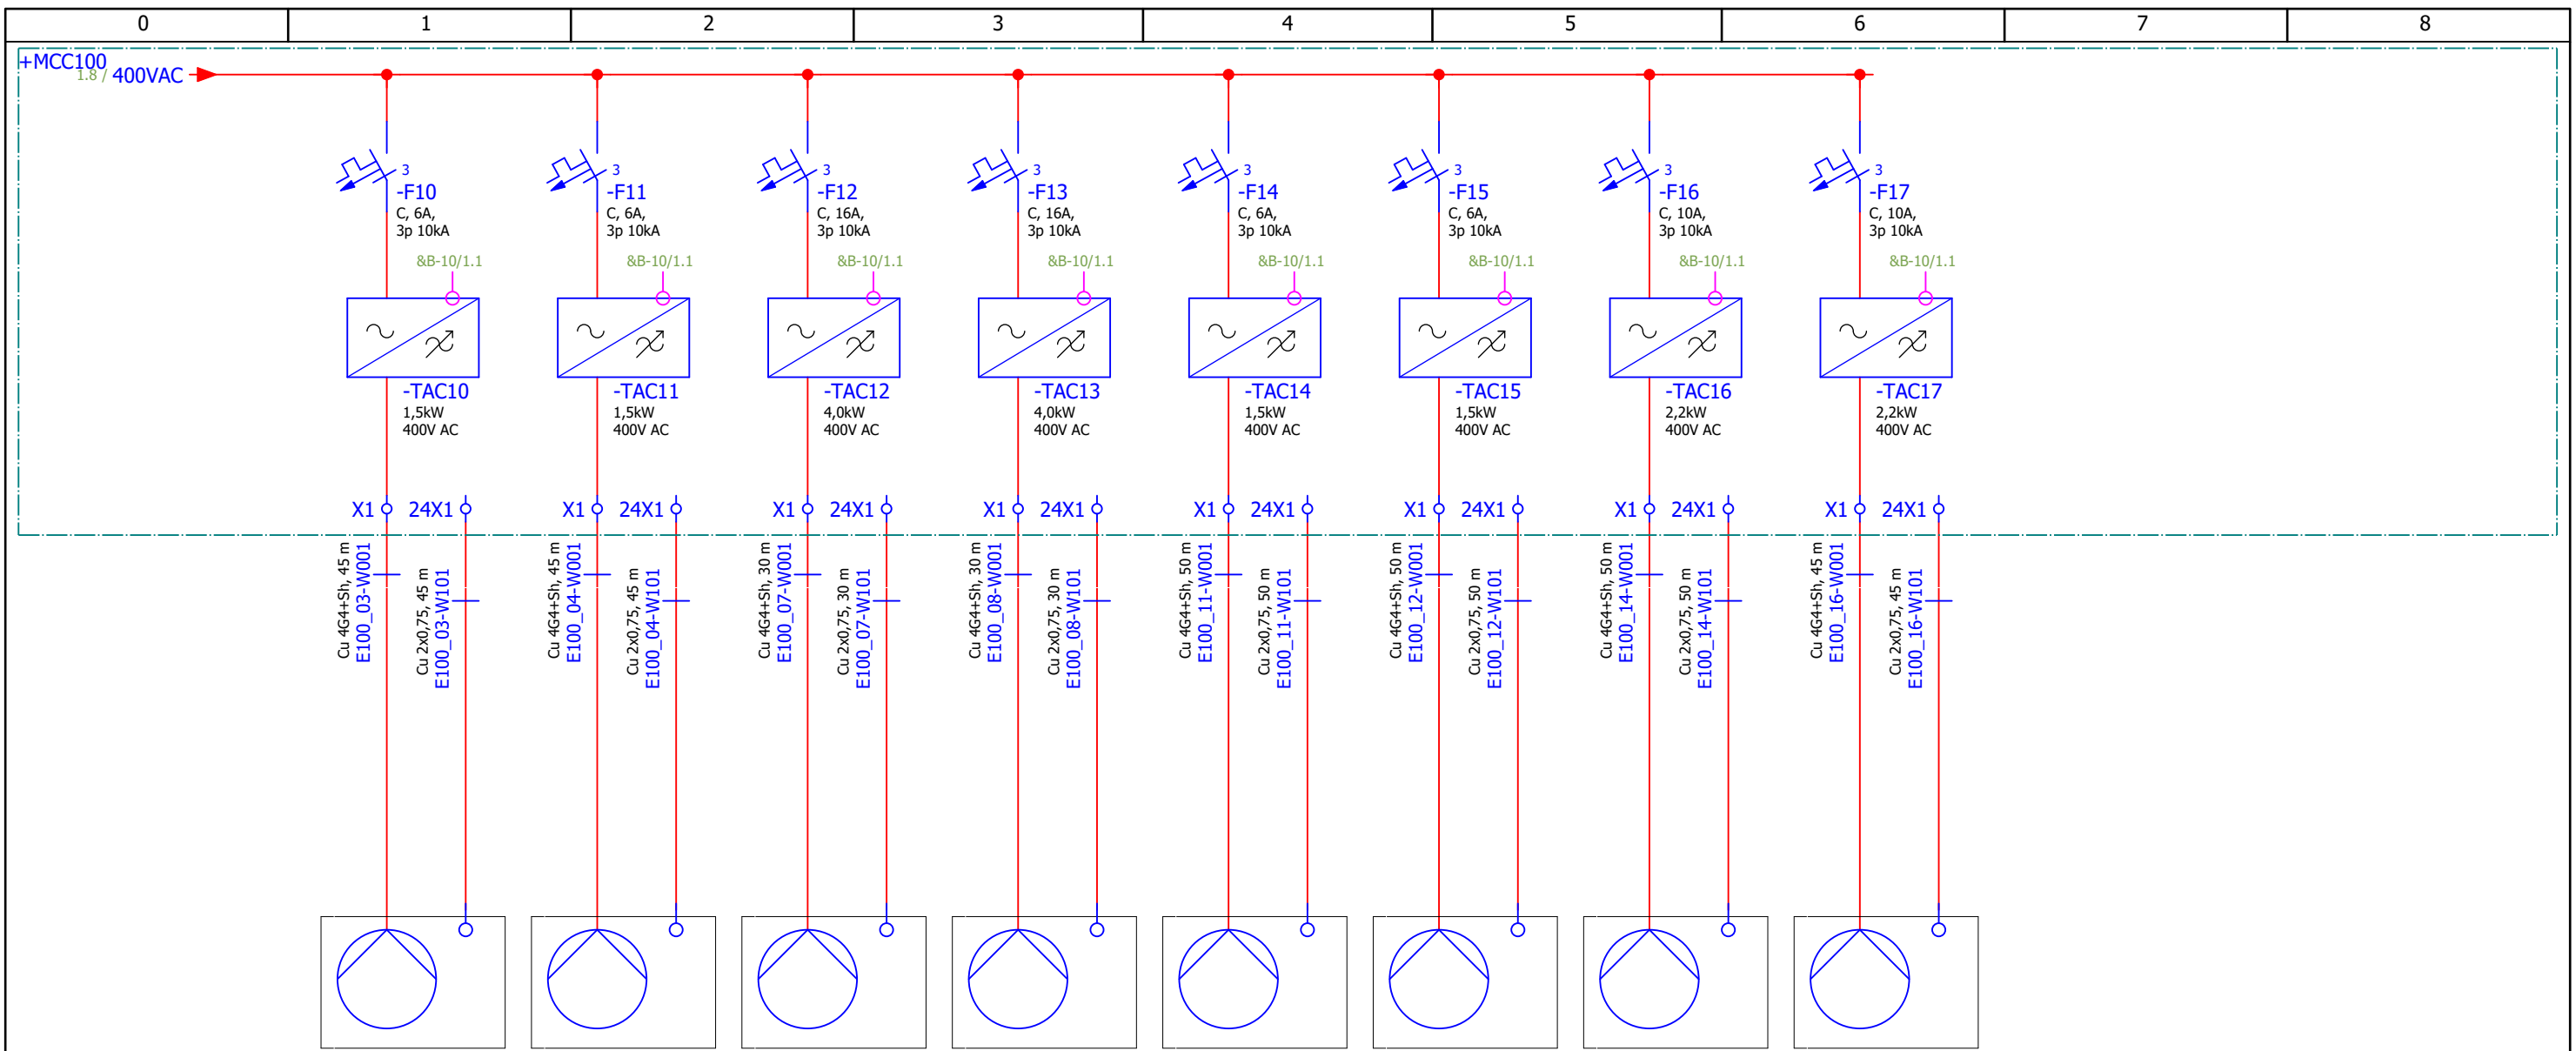 0 1 2 3 4 5 6 7 8
+MCC100
1.8 / 400VAC
3 3 3 3 3 3 3 3
-F10 -F11 -F12 -F13 -F14 -F15 -F16 -F17
C, 6A, C, 6A, C, 16A, C, 16A, C, 6A, C, 6A, C, 10A, C, 10A,
3p 10kA 3p 10kA 3p 10kA 3p 10kA 3p 10kA 3p 10kA 3p 10kA 3p 10kA
&B-10/1.1 &B-10/1.1 &B-10/1.1 &B-10/1.1 &B-10/1.1 &B-10/1.1 &B-10/1.1 &B-10/1.1
-TAC10 -TAC11 -TAC12 -TAC13 -TAC14 -TAC15 -TAC16 -TAC17
1,5kW 1,5kW 4,0kW 4,0kW 1,5kW 1,5kW 2,2kW 2,2kW
400V AC 400V AC 400V AC 400V AC 400V AC 400V AC 400V AC 400V AC
X1 24X1 X1 24X1 X1 24X1 X1 24X1 X1 24X1 X1 24X1 X1 24X1 X1 24X1
Cu 4G4+Sh, 45 m
E100_03-W001
Cu 2x0,75, 45 m
E100_03-W101
Cu 4G4+Sh, 45 m
E100_04-W001
Cu 2x0,75, 45 m
E100_04-W101
Cu 4G4+Sh, 30 m
E100_07-W001
Cu 2x0,75, 30 m
E100_07-W101
Cu 4G4+Sh, 30 m
E100_08-W001
Cu 2x0,75, 30 m
E100_08-W101
Cu 4G4+Sh, 50 m
E100_11-W001
Cu 2x0,75, 50 m
E100_11-W101
Cu 4G4+Sh, 50 m
E100_12-W001
Cu 2x0,75, 50 m
E100_12-W101
Cu 4G4+Sh, 50 m
E100_14-W001
Cu 2x0,75, 50 m
E100_14-W101
Cu 4G4+Sh, 45 m
E100_16-W001
Cu 2x0,75, 45 m
E100_16-W101